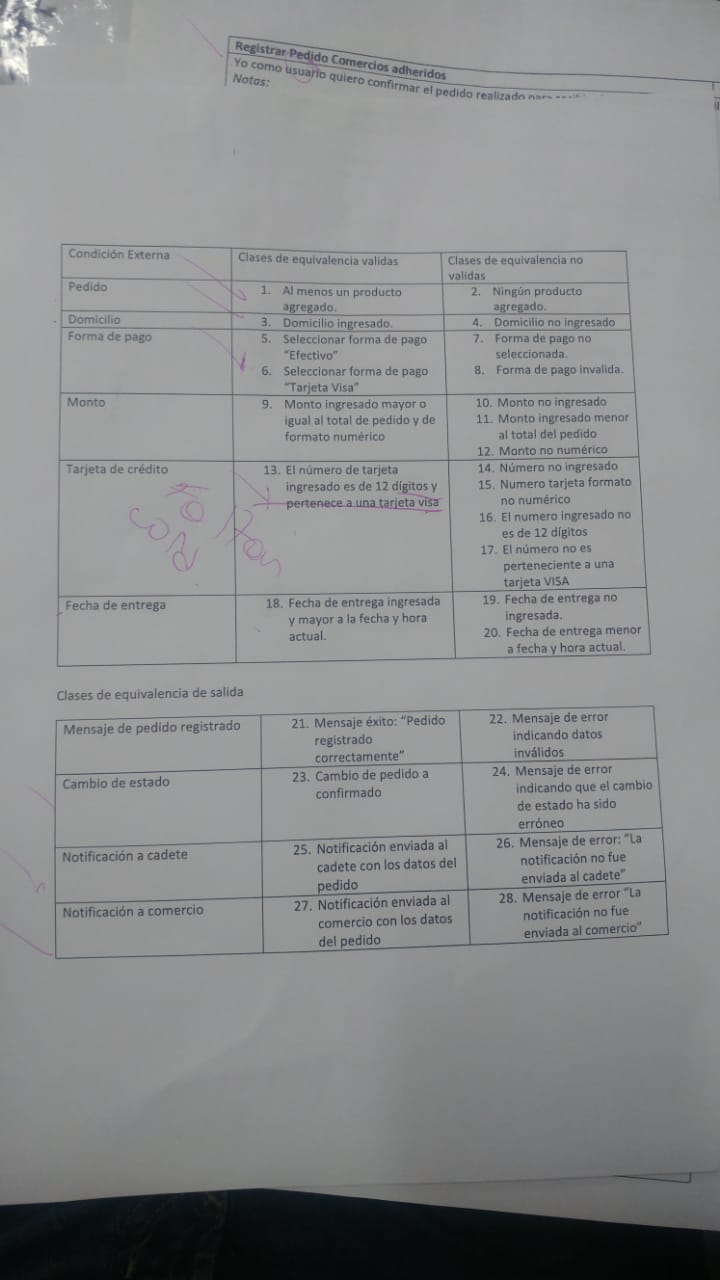 Registrar Pedido Comercios adheridos
Yo como usuario quiero confirmar el pedido realizado
Notas:
Condición Externa
Clases de equivalencia validas
Clases de equivalencia no
validas
Pedido
1. Al menos un producto
agregado.
2. Ningún producto
agregado.
Domicilio
3. Domicilio ingresado.
4. Domicilio no ingresado
Forma de pago
5. Seleccionar forma de pago
"Efectivo"
6. Seleccionar forma de pago
"Tarjeta Visa"
7. Forma de pago no
seleccionada.
8. Forma de pago invalida.
Monto
9. Monto ingresado mayor o
igual al total de pedido y de
formato numérico
10. Monto no ingresado
11. Monto ingresado menor
al total del pedido
12. Monto no numérico
Tarjeta de crédito
13. El número de tarjeta
ingresado es de 12 dígitos y
pertenece a una tarjeta visa
14. Número no ingresado
15. Numero tarjeta formato
no numérico
16. El numero ingresado no
es de 12 dígitos
17. El número no es
perteneciente a una
tarjeta VISA
Fecha de entrega
18. Fecha de entrega ingresada
y mayor a la fecha y hora
actual.
19. Fecha de entrega no
ingresada.
20. Fecha de entrega menor
a fecha y hora actual.
Clases de equivalencia de salida
Mensaje de pedido registrado
21. Mensaje éxito: "Pedido
registrado
correctamente"
22. Mensaje de error
indicando datos
inválidos
Cambio de estado
23. Cambio de pedido a
confirmado
24. Mensaje de error
indicando que el cambio
de estado ha sido
erróneo
Notificación a cadete
25. Notificación enviada al
cadete con los datos del
pedido
26. Mensaje de error: "La
notificación no fue
enviada al cadete"
Notificación a comercio
27. Notificación enviada al
comercio con los datos
del pedido
28. Mensaje de error "La
notificación no fue
enviada al comercio"